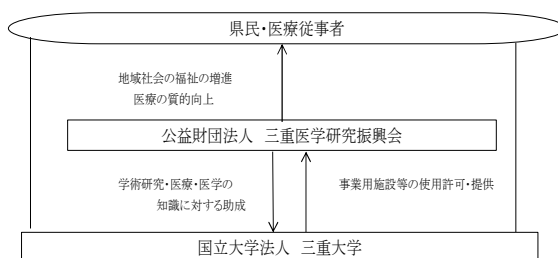 県民・医療従事者
地域社会の福祉の増進
医療の質的向上
公益財団法人 三重医学研究振興会
学術研究・医療・医学の
知識に対する助成
事業用施設等の使用許可・提供
国立大学法人 三重大学